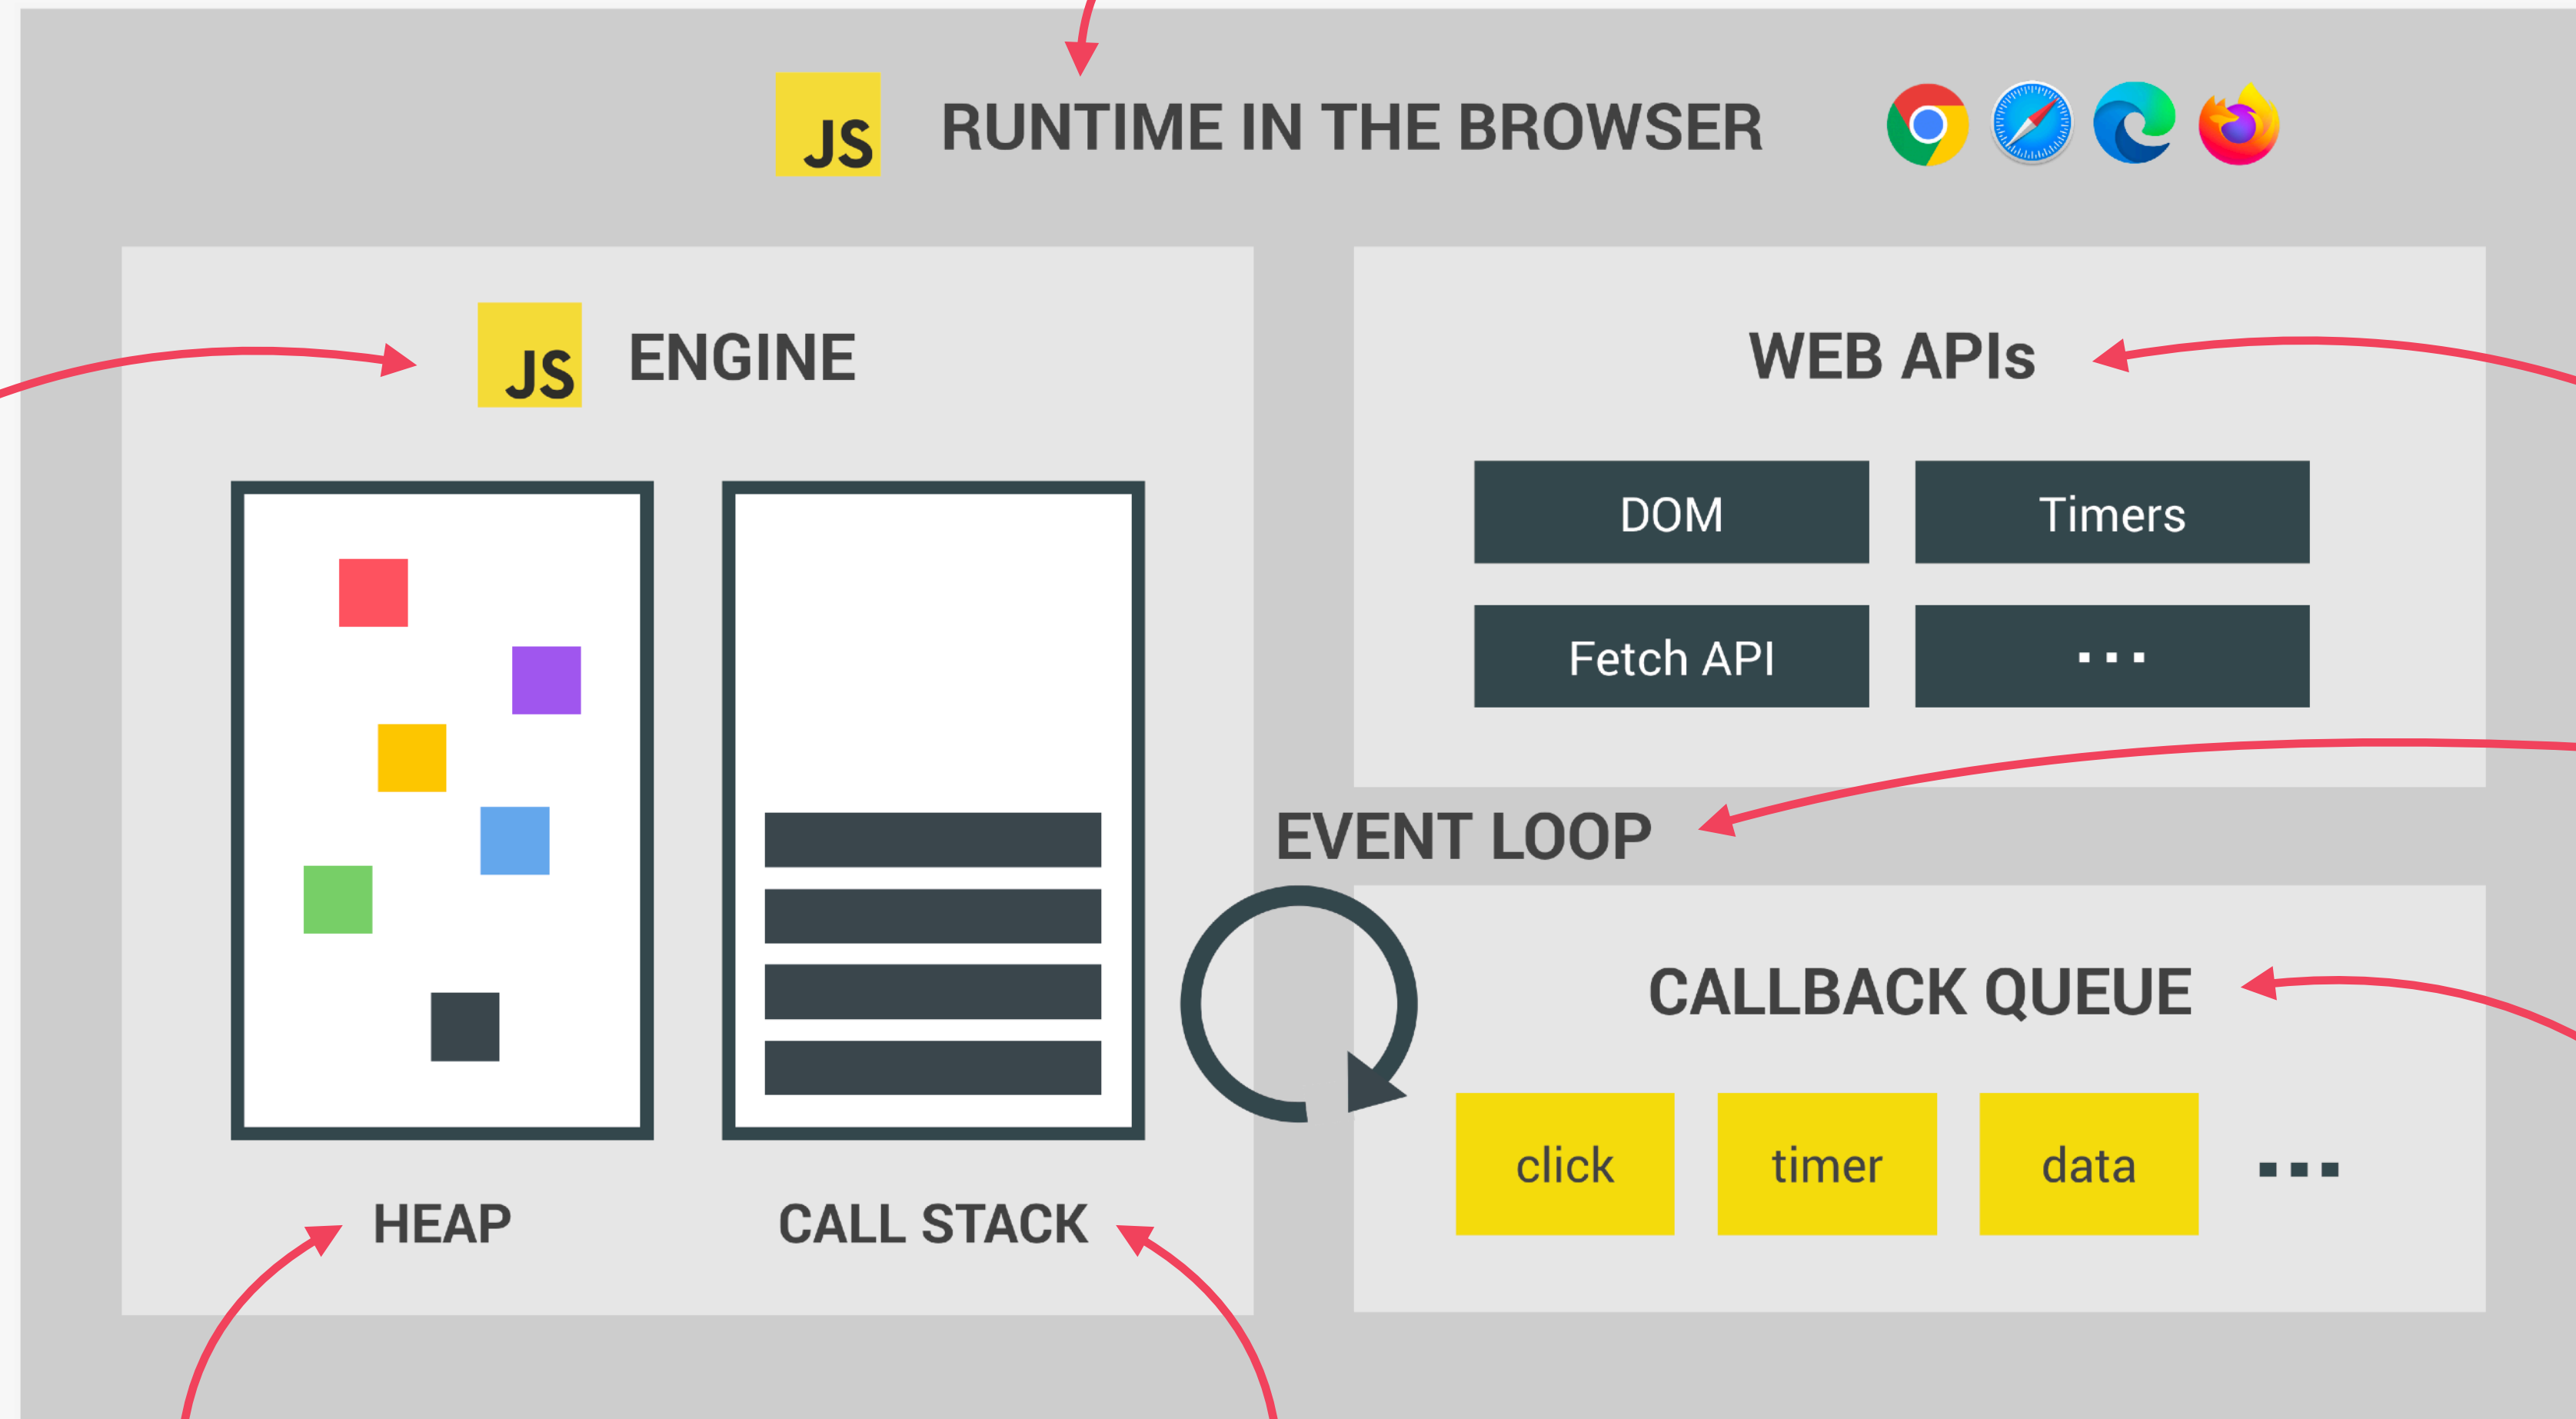 JS RUNTIME IN THE BROWSER
JS ENGINE
HEAP
CALL STACK
WEB APIs
DOM
Timers
Fetch API
...
EVENT LOOP
CALLBACK QUEUE
click
timer
data
...